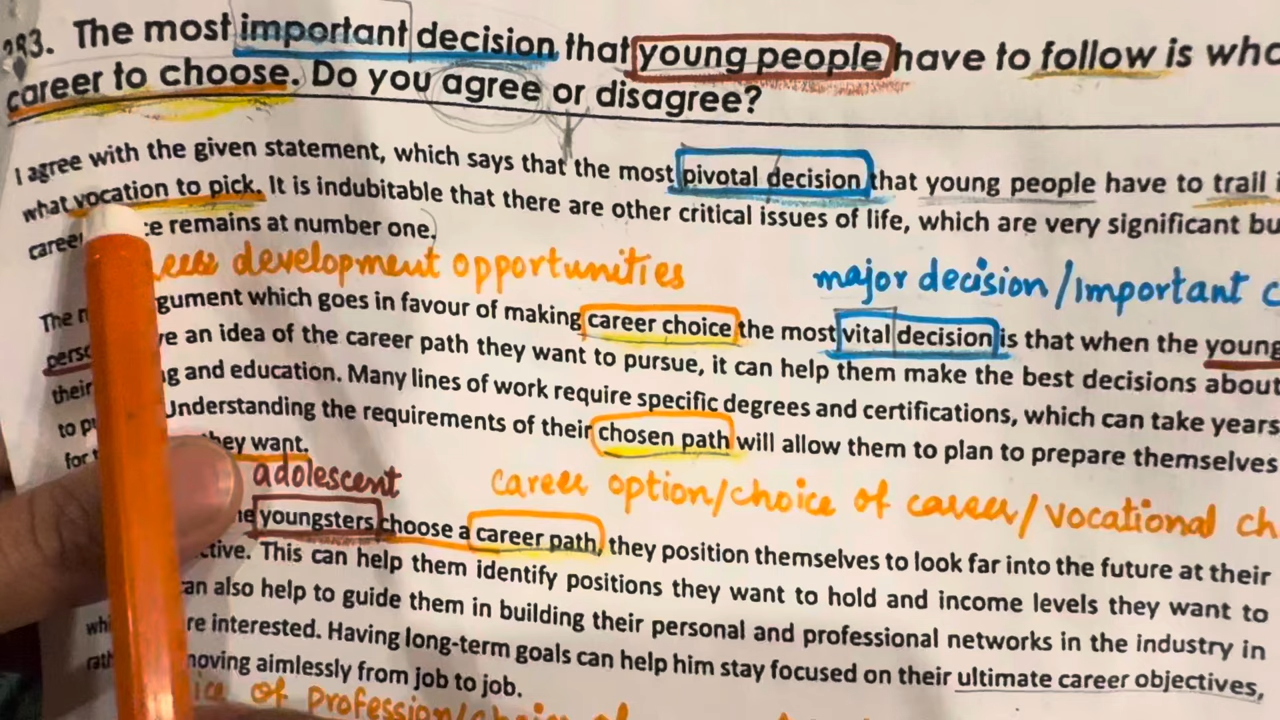 283. The most important decision that young people have to follow is
career to choose. Do you agree or disagree?
I agree with the given statement, which says that the most pivotal decision that young people have to trail
what vocation to pick. It is indubitable that there are other critical issues of life, which are very significant
remains at number one.
development opportunities
major decision/important
The argument which goes in favour of making career choice the most vital decision is that when the young
an idea of the career path they want to pursue, it can help them make the best decisions about
their and education. Many lines of work require specific degrees and certifications, which can take years
to Understanding the requirements of their chosen path will allow them to plan to prepare themselves
for they want.
adolescent
career option/choice of career/vocational
youngsters choose a career path, they position themselves to look far into the future at their
This can help them identify positions they want to hold and income levels they want to
can also help to guide them in building their personal and professional networks in the industry in
interested. Having long-term goals can help him stay focused on their ultimate career objectives,
moving aimlessly from job to job.
of profession/